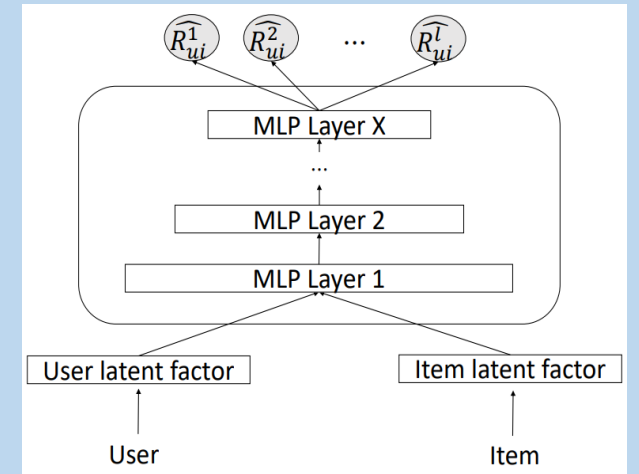 R̂¹ᵤᵢ R̂²ᵤᵢ ... R̂ˡᵤᵢ
MLP Layer X
...
MLP Layer 2
MLP Layer 1
User latent factor Item latent factor
User Item